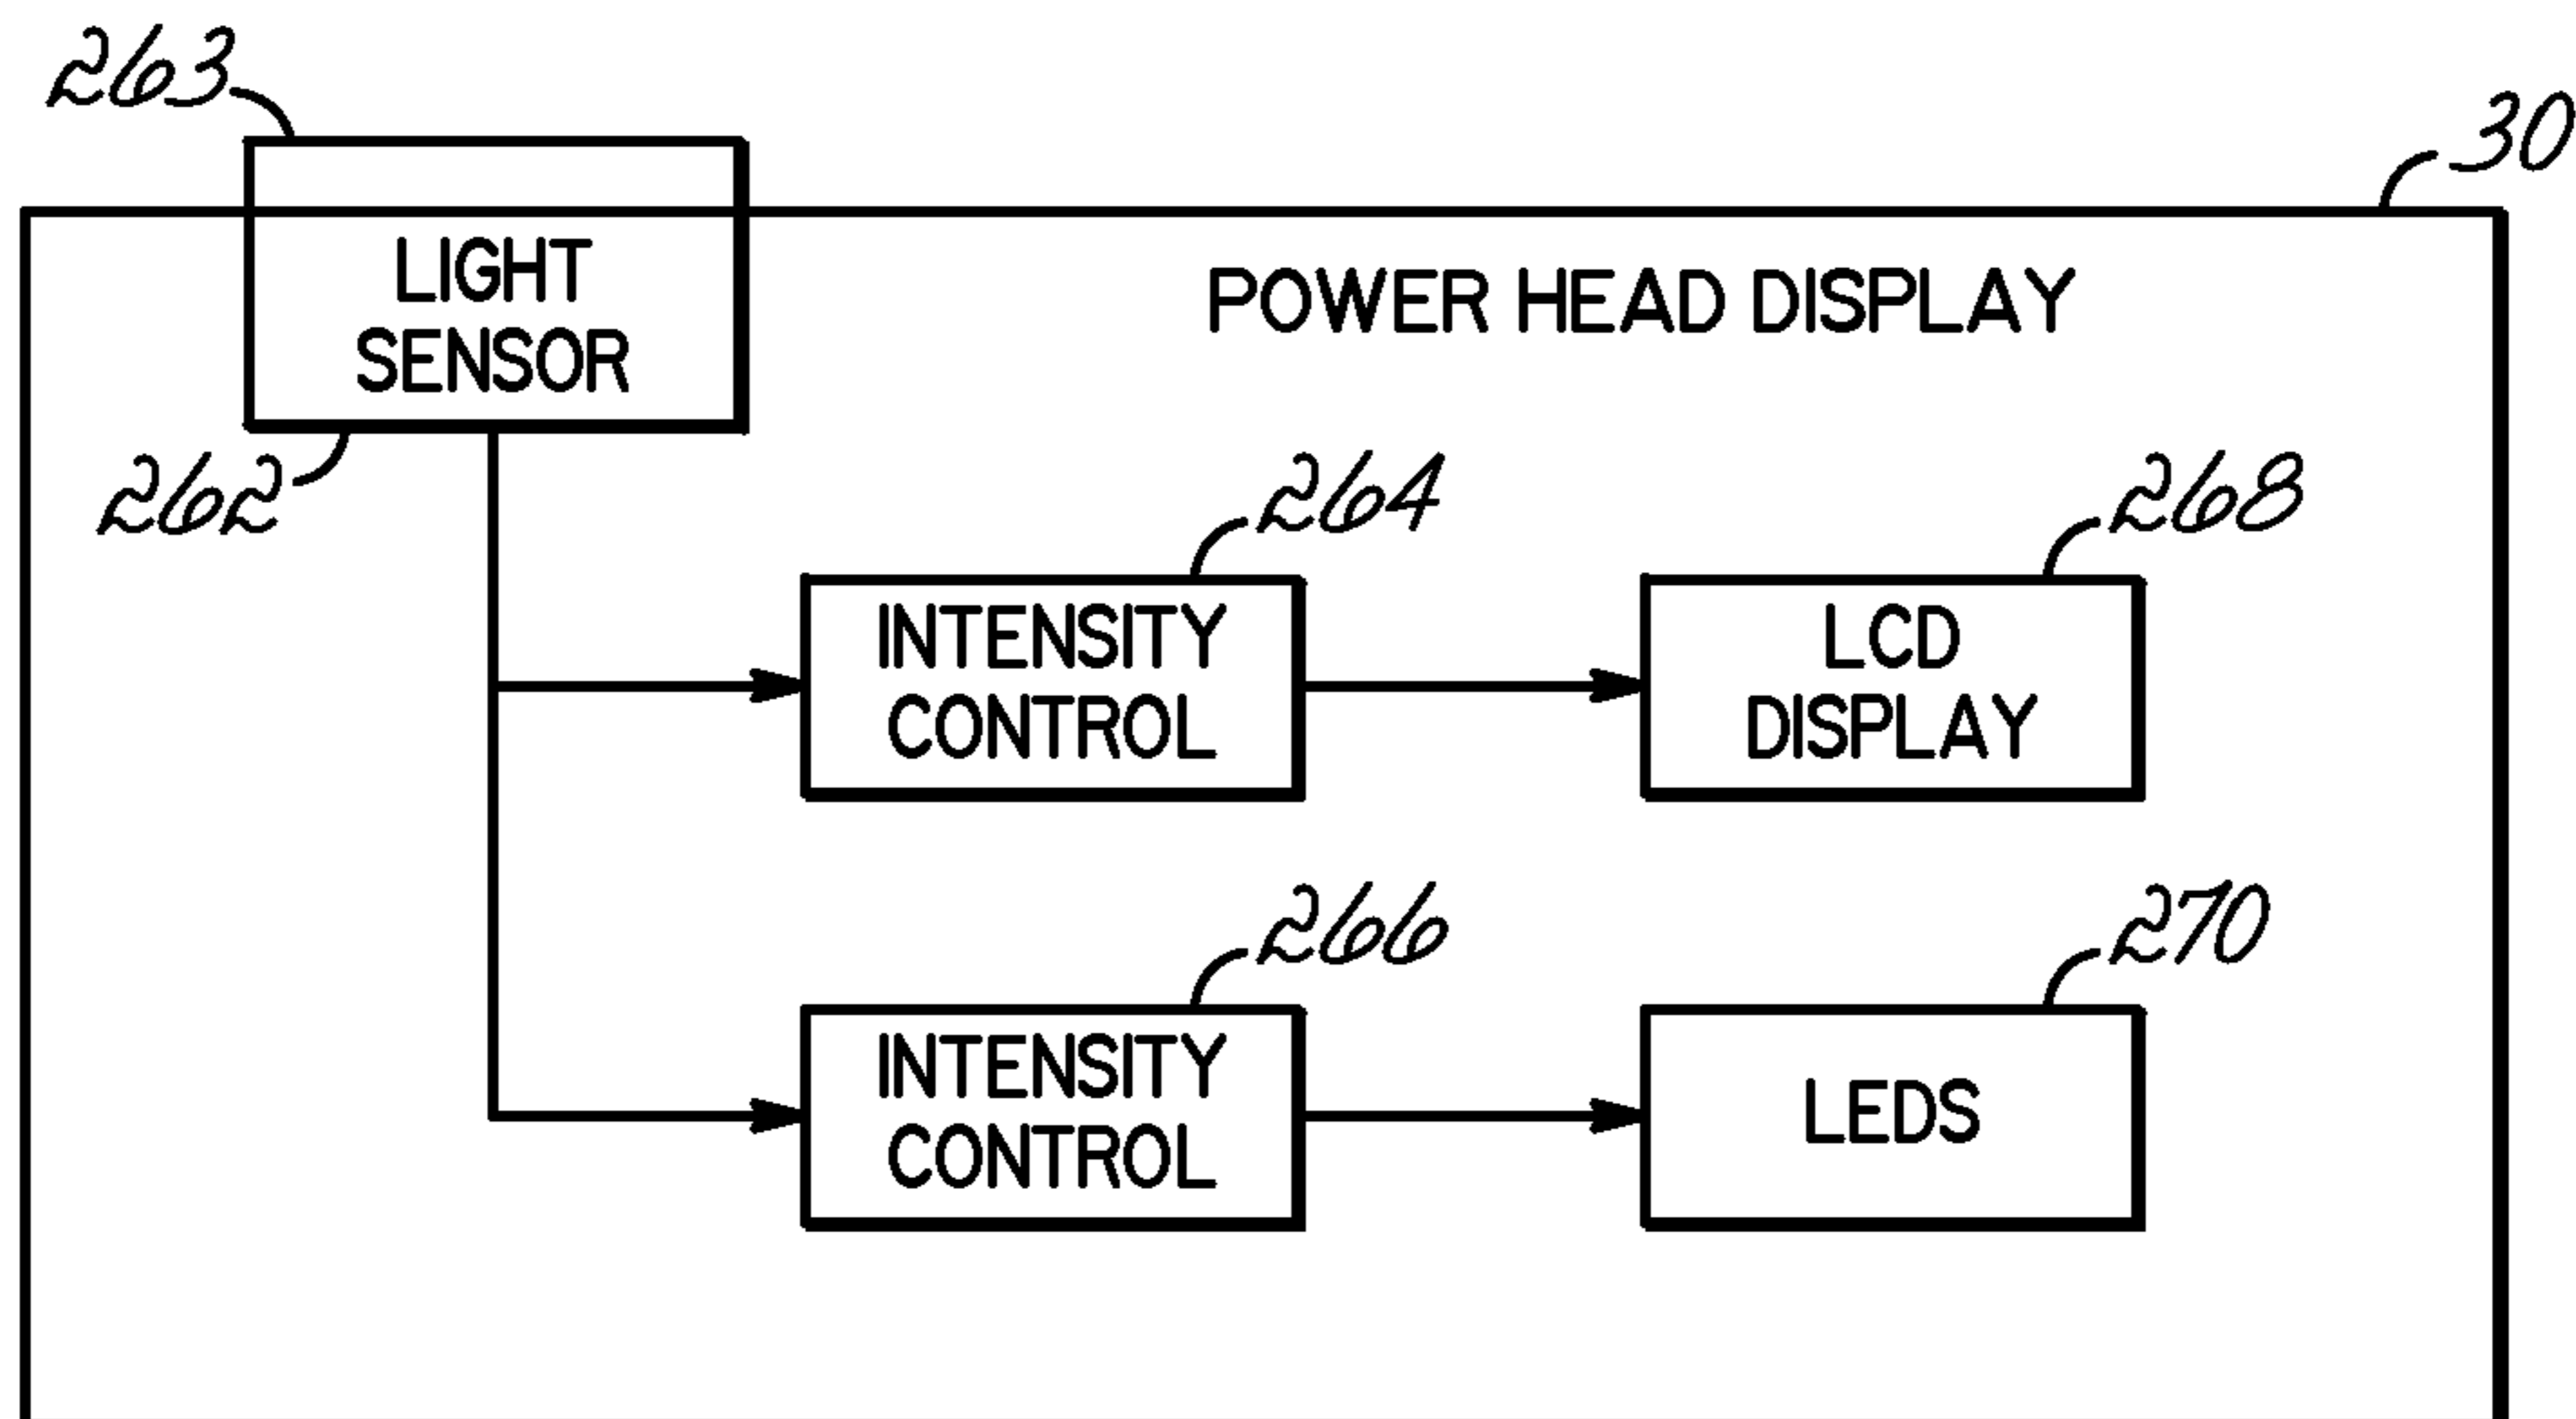 263
30
LIGHT
SENSOR
POWER HEAD DISPLAY
262
264
268
INTENSITY
CONTROL
LCD
DISPLAY
266
270
INTENSITY
CONTROL
LEDS